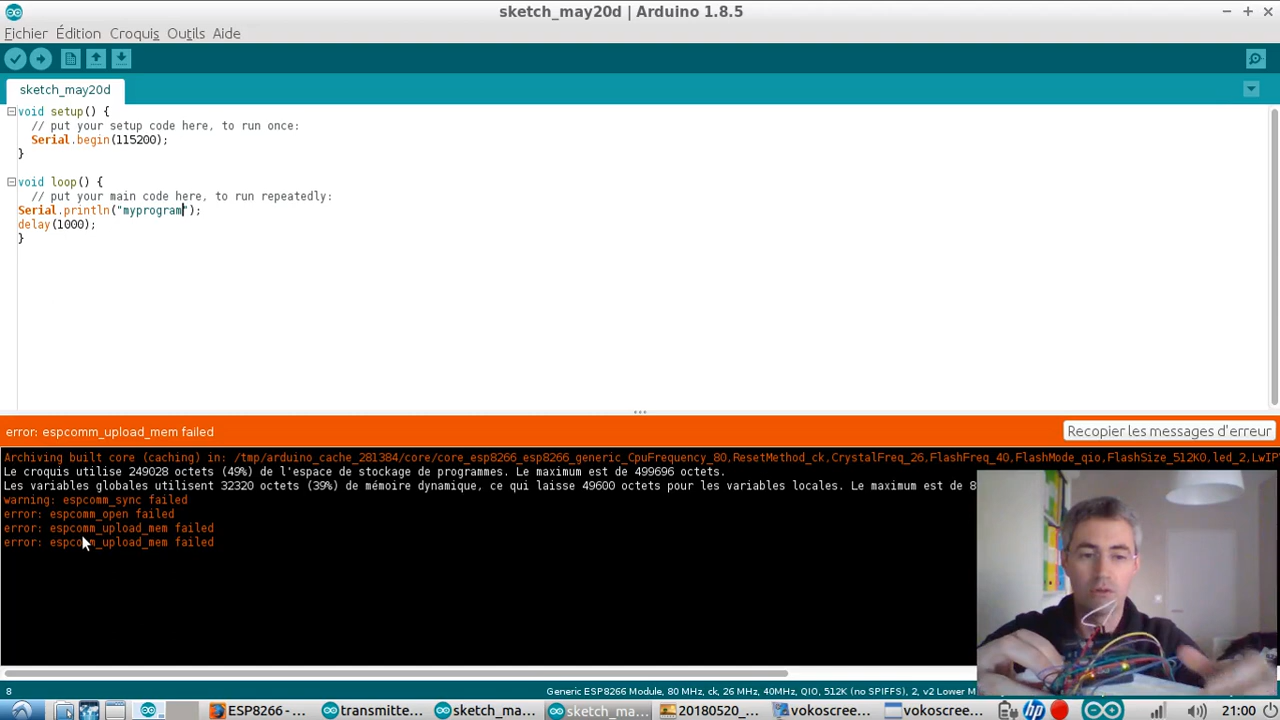 sketch_may20d | Arduino 1.8.5
Fichier Édition Croquis Outils Aide
sketch_may20d
void setup() {
// put your setup code here, to run once:
Serial.begin(115200);
}
void loop() {
// put your main code here, to run repeatedly:
Serial.println("myprogram");
delay(1000);
}
error: espcomm_upload_mem failed
Recopier les messages d'erreur
Archiving built core (caching) in: /tmp/arduino_cache_281384/core/core_esp8266_esp8266_generic_CpuFrequency_80,ResetMethod_ck,CrystalFreq_26,FlashFreq_40,FlashMode_qio,FlashSize_512K0,led_2,LwIP
Le croquis utilise 249028 octets (49%) de l'espace de stockage de programmes. Le maximum est de 499696 octets.
Les variables globales utilisent 32320 octets (39%) de mémoire dynamique, ce qui laisse 49600 octets pour les variables locales. Le maximum est de 8
warning: espcomm_sync failed
error: espcomm_open failed
error: espcomm_upload_mem failed
error: espcomm_upload_mem failed
8
Generic ESP8266 Module, 80 MHz, ck, 26 MHz, 40MHz, QIO, 512K (no SPIFFS), 2, v2 Lower M
ESP8266 - ... transmitte... sketch_ma... sketch_ma... 20180520_... vokoscree... vokoscree... hp 21:00